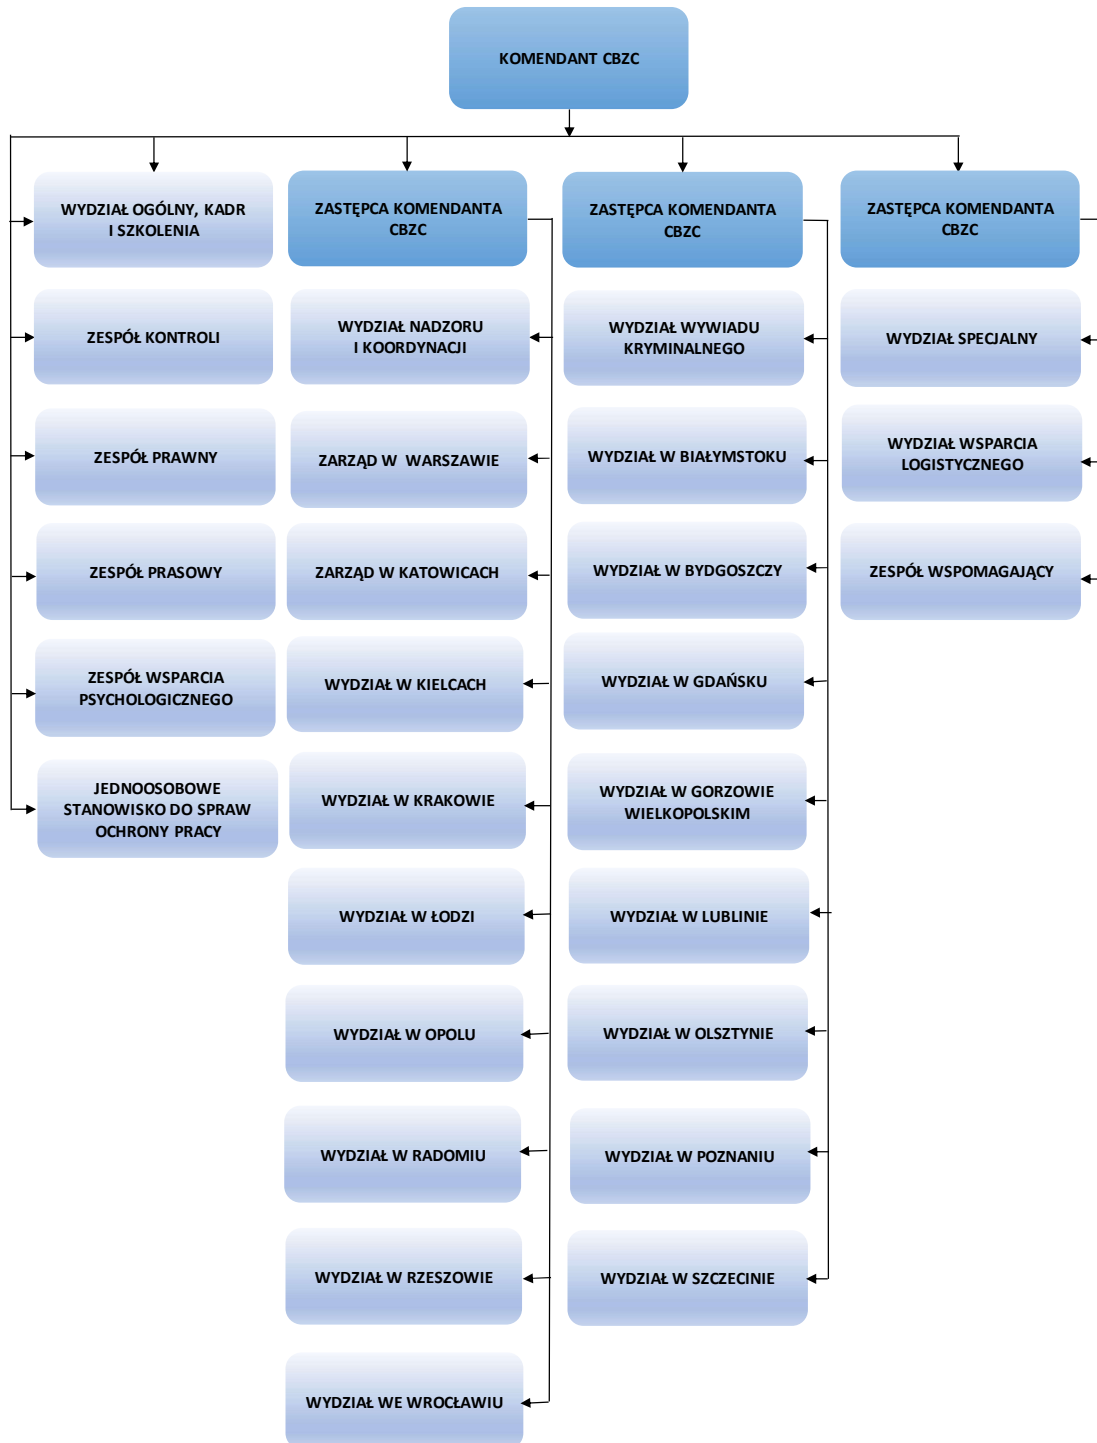 KOMENDANT CBZC
WYDZIAŁ OGÓLNY, KADR
I SZKOLENIA
ZESPÓŁ KONTROLI
ZESPÓŁ PRAWNY
ZESPÓŁ PRASOWY
ZESPÓŁ WSPARCIA
PSYCHOLOGICZNEGO
JEDNOOSOBOWE
STANOWISKO DO SPRAW
OCHRONY PRACY
ZASTĘPCA KOMENDANTA
CBZC
WYDZIAŁ NADZORU
I KOORDYNACJI
ZARZĄD W WARSZAWIE
ZARZĄD W KATOWICACH
WYDZIAŁ W KIELCACH
WYDZIAŁ W KRAKOWIE
WYDZIAŁ W ŁODZI
WYDZIAŁ W OPOLU
WYDZIAŁ W RADOMIU
WYDZIAŁ W RZESZOWIE
WYDZIAŁ WE WROCŁAWIU
ZASTĘPCA KOMENDANTA
CBZC
WYDZIAŁ WYWIADU
KRYMINALNEGO
WYDZIAŁ W BIAŁYMSTOKU
WYDZIAŁ W BYDGOSZCZY
WYDZIAŁ W GDAŃSKU
WYDZIAŁ W GORZOWIE
WIELKOPOLSKIM
WYDZIAŁ W LUBLINIE
WYDZIAŁ W OLSZTYNIE
WYDZIAŁ W POZNANIU
WYDZIAŁ W SZCZECINIE
ZASTĘPCA KOMENDANTA
CBZC
WYDZIAŁ SPECJALNY
WYDZIAŁ WSPARCIA
LOGISTYCZNEGO
ZESPÓŁ WSPOMAGAJĄCY